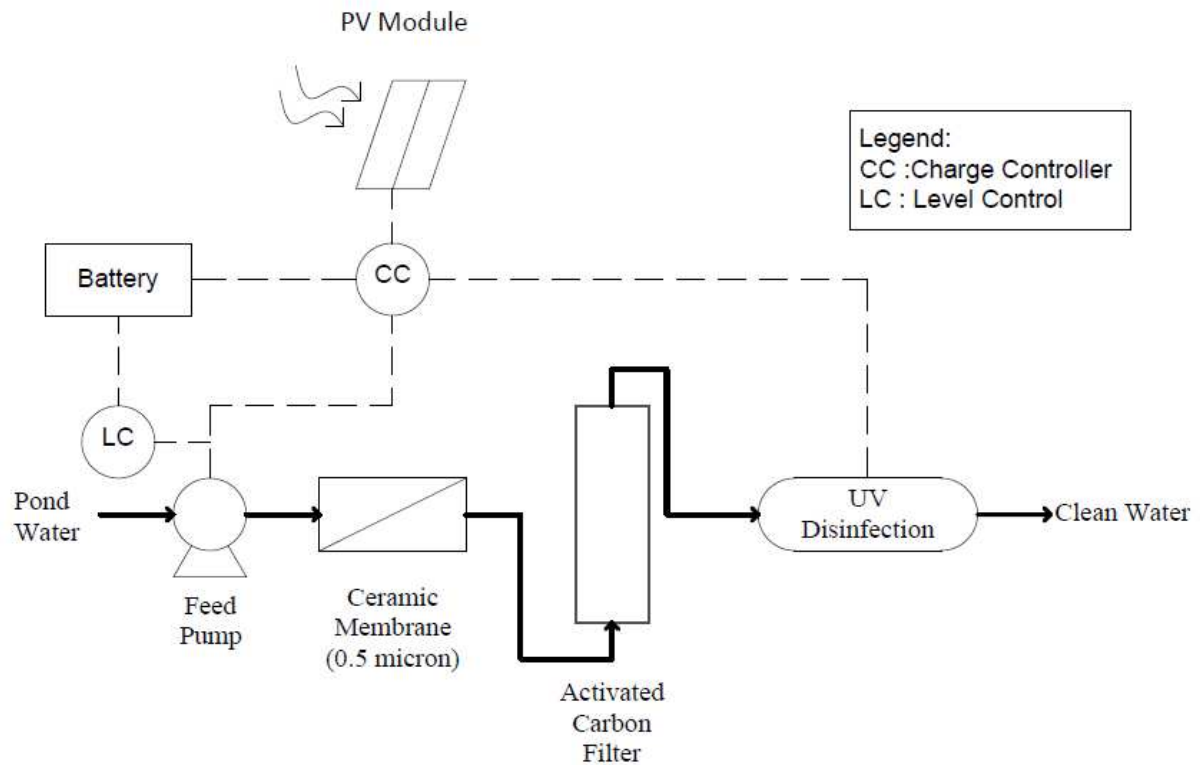 PV Module
Legend:
CC :Charge Controller
LC : Level Control
Battery
CC
LC
Pond
Water
Feed
Pump
Ceramic
Membrane
(0.5 micron)
Activated
Carbon
Filter
UV
Disinfection
Clean Water